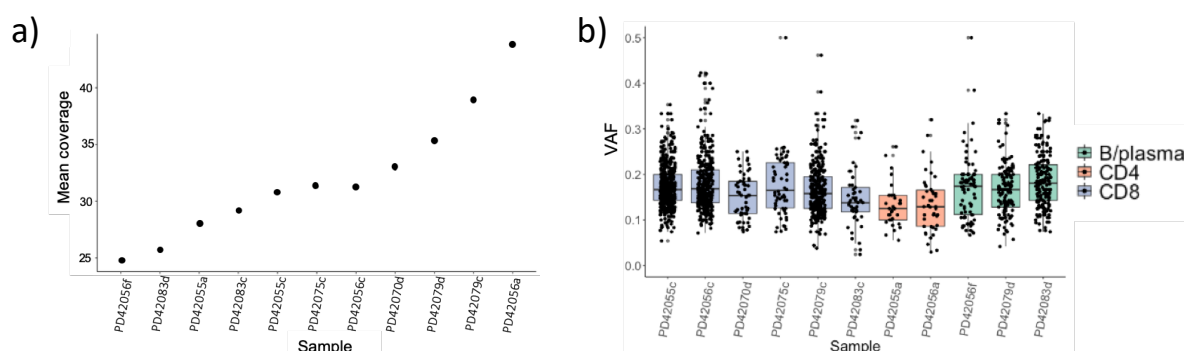 a)
Mean coverage
40
35
30
25
PD42056f
PD42083d
PD42055a
PD42083c
PD42055c
PD42075c
PD42056c
PD42070d
PD42079d
PD42079c
PD42056a
Sample
b)
VAF
0.5
0.4
0.3
0.2
0.1
0.0
PD42055c
PD42056c
PD42070d
PD42075c
PD42079c
PD42083c
PD42055a
PD42056a
PD42056f
PD42079d
PD42083d
Sample
B/plasma
CD4
CD8